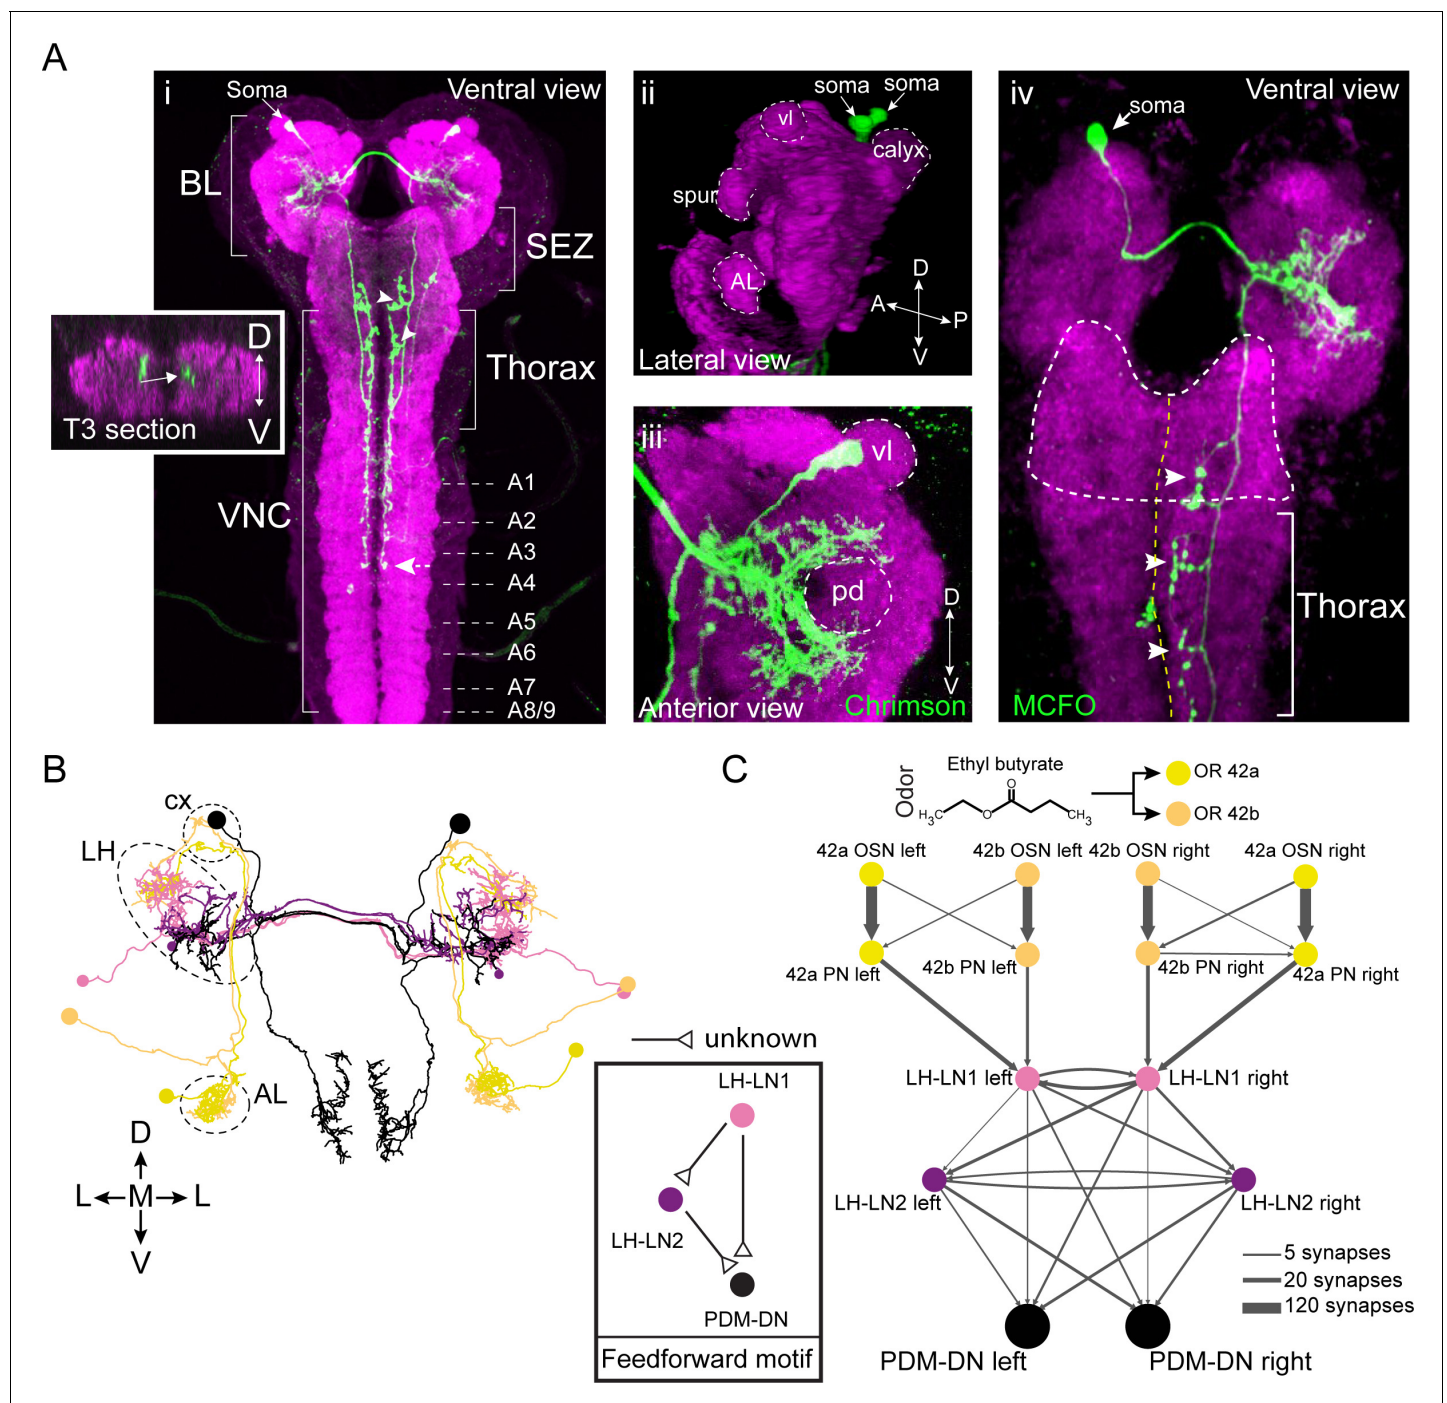 A
i
Soma
Ventral view
BL
SEZ
D
V
T3 section
Thorax
VNC
A1
A2
A3
A4
A5
A6
A7
A8/9
ii
soma
soma
vl
calyx
spur
AL
D
A
P
V
Lateral view
iii
vl
pd
D
V
Anterior view
Chrimson
iv
Ventral view
soma
Thorax
MCFO
B
cx
LH
AL
D
L M L
V
unknown
LH-LN1
LH-LN2
PDM-DN
Feedforward motif
C
Odor
Ethyl butyrate
O
H3C
O
CH3
OR 42a
OR 42b
42a OSN left
42b OSN left
42b OSN right
42a OSN right
42a PN left
42b PN left
42b PN right
42a PN right
LH-LN1 left
LH-LN1 right
LH-LN2 left
LH-LN2 right
5 synapses
20 synapses
120 synapses
PDM-DN left
PDM-DN right